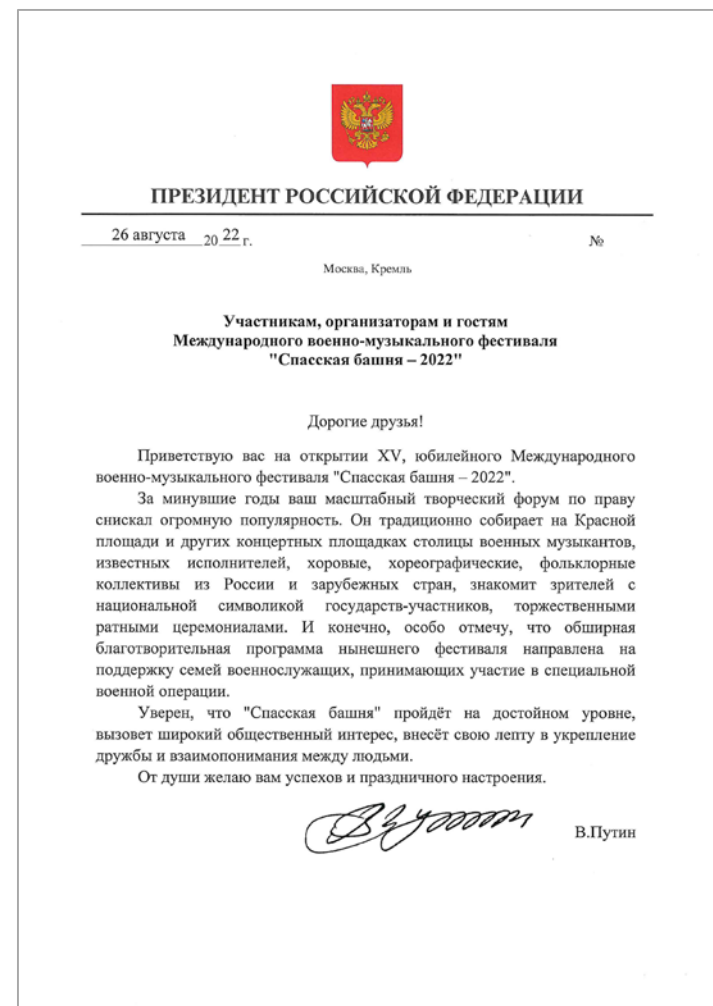 ПРЕЗИДЕНТ РОССИЙСКОЙ ФЕДЕРАЦИИ
26 августа 20 22 г. №
Москва, Кремль
Участникам, организаторам и гостям
Международного военно-музыкального фестиваля
"Спасская башня – 2022"
Дорогие друзья!
Приветствую вас на открытии XV, юбилейного Международного
военно-музыкального фестиваля "Спасская башня – 2022".
За минувшие годы ваш масштабный творческий форум по праву
снискал огромную популярность. Он традиционно собирает на Красной
площади и других концертных площадках столицы военных музыкантов,
известных исполнителей, хоровые, хореографические, фольклорные
коллективы из России и зарубежных стран, знакомит зрителей с
национальной символикой государств-участников, торжественными
ратными церемониалами. И конечно, особо отмечу, что обширная
благотворительная программа нынешнего фестиваля направлена на
поддержку семей военнослужащих, принимающих участие в специальной
военной операции.
Уверен, что "Спасская башня" пройдёт на достойном уровне,
вызовет широкий общественный интерес, внесёт свою лепту в укрепление
дружбы и взаимопонимания между людьми.
От души желаю вам успехов и праздничного настроения.
В.Путин